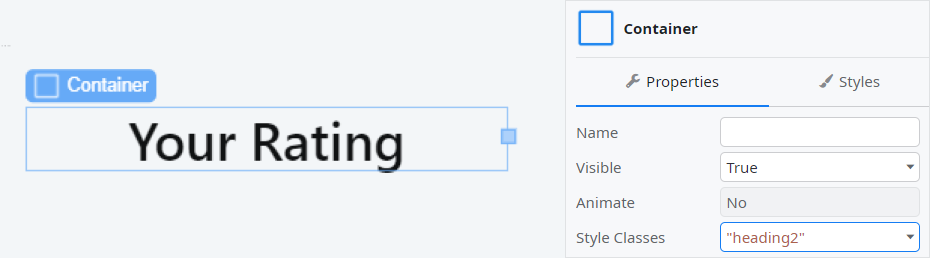 Container
Your Rating
Container
Properties
Styles
Name
Visible
True
Animate
No
Style Classes
"heading2"